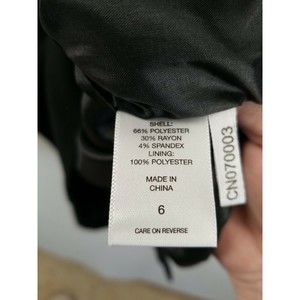 SHELL:
66% POLYESTER
30% RAYON
4% SPANDEX
LINING:
100% POLYESTER
MADE IN
CHINA
6
CARE ON REVERSE
CN070003